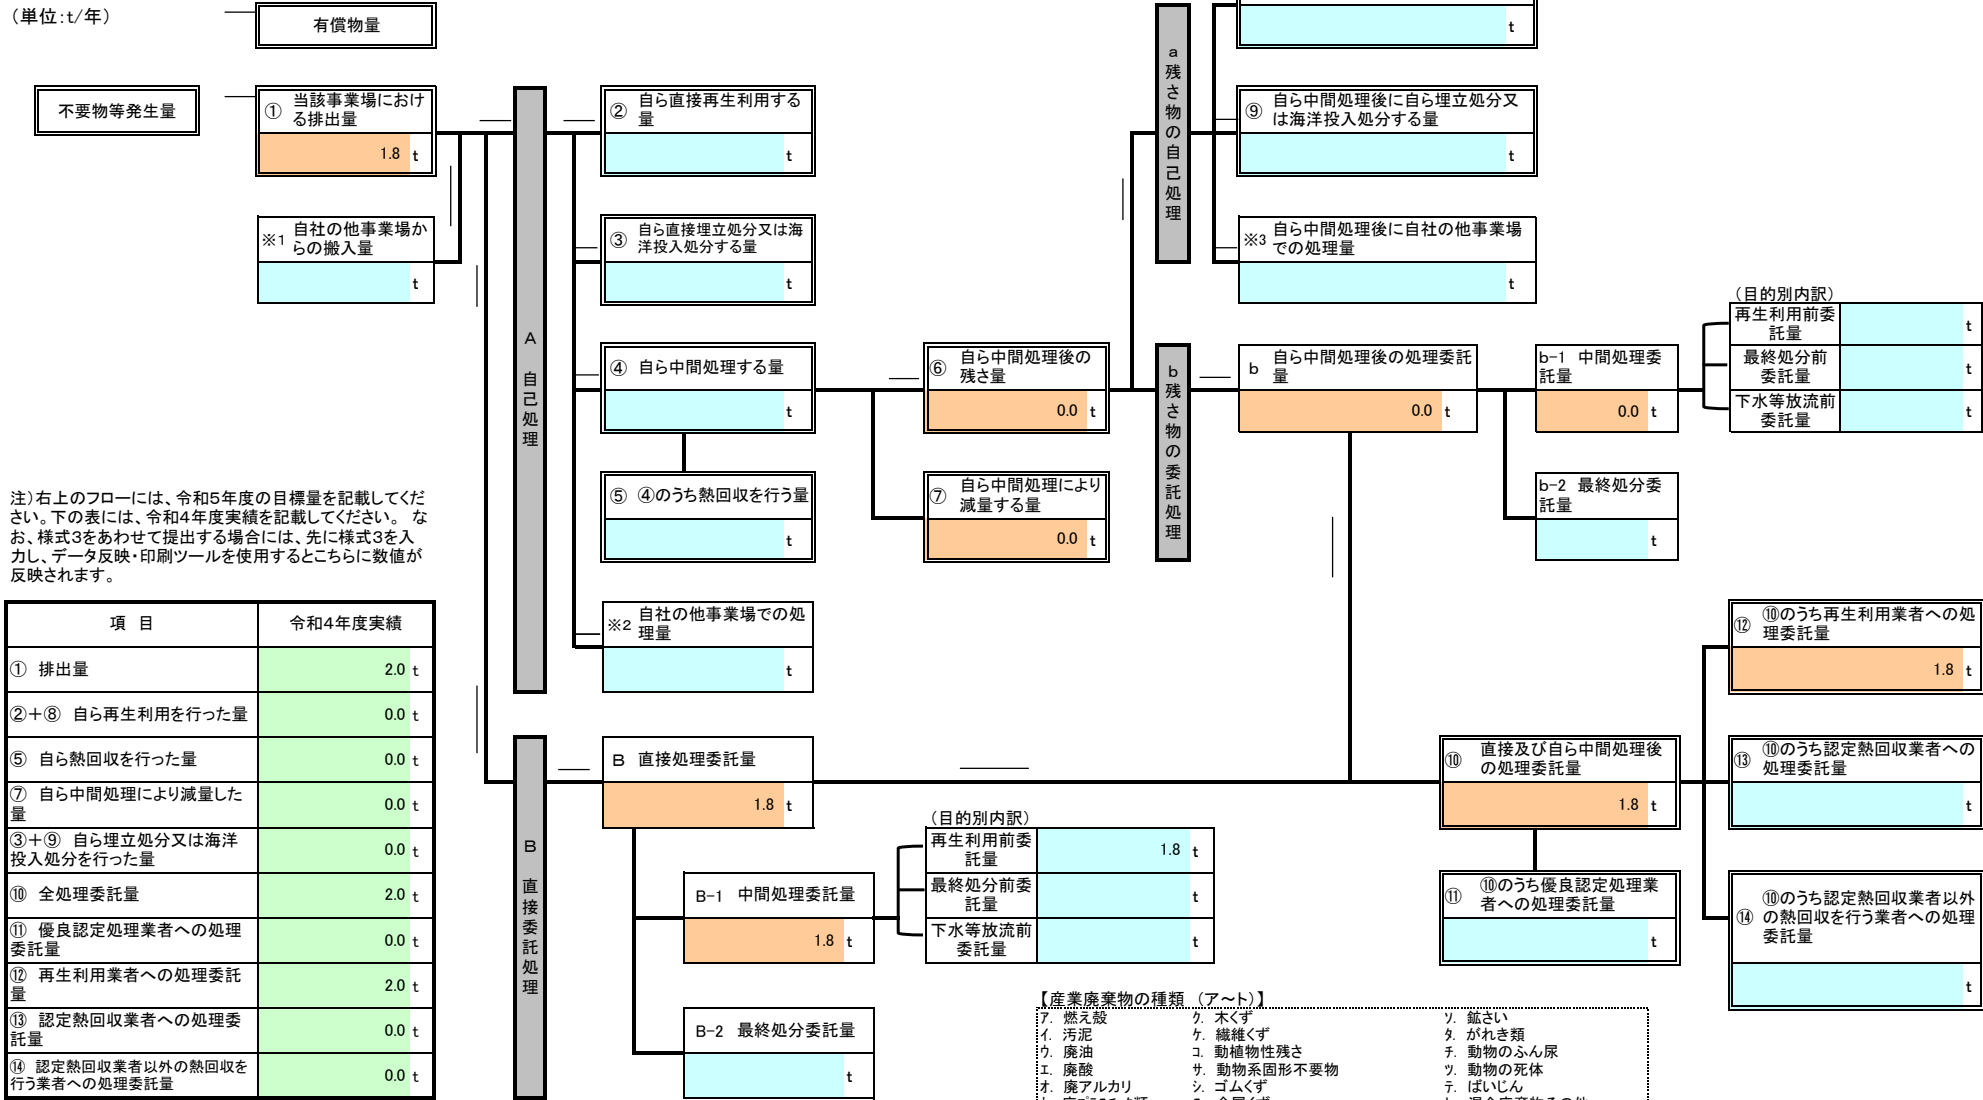 （単位：t/年）
有償物量
t
不要物等発生量
① 当該事業場におけ
る排出量
1.8 t
※1 自社の他事業場か
らの搬入量
t
A 自己処理
② 自ら直接再生利用する
量
t
③ 自ら直接埋立処分又は海
洋投入処分する量
t
④ 自ら中間処理する量
t
⑤ ④のうち熱回収を行う量
t
※2 自社の他事業場での処
理量
t
⑥ 自ら中間処理後の
残さ量
0.0 t
⑦ 自ら中間処理により
減量する量
0.0 t
a 残さ物の自己処理
⑨ 自ら中間処理後に自ら埋立処分又
は海洋投入処分する量
t
※3 自ら中間処理後に自社の他事業場
での処理量
t
b 残さ物の委託処理
b 自ら中間処理後の処理委託
量
0.0 t
b-1 中間処理委
託量
0.0 t
b-2 最終処分委
託量
t
（目的別内訳）
再生利用前委
託量
t
最終処分前
委託量
t
下水等放流前
委託量
t
注）右上のフローには、令和５年度の目標量を記載してくだ
さい。下の表には、令和４年度実績を記載してください。 な
お、様式３をあわせて提出する場合には、先に様式３を入
力し、データ反映・印刷ツールを使用するとこちらに数値が
反映されます。
項 目 令和４年度実績
① 排出量 2.0 t
②＋⑧ 自ら再生利用を行った量 0.0 t
⑤ 自ら熱回収を行った量 0.0 t
⑦ 自ら中間処理により減量した
量 0.0 t
③＋⑨ 自ら埋立処分又は海洋
投入処分を行った量 0.0 t
⑩ 全処理委託量 2.0 t
⑪ 優良認定処理業者への処理
委託量 0.0 t
⑫ 再生利用業者への処理委託
量 2.0 t
⑬ 認定熱回収業者への処理委
託量 0.0 t
⑭ 認定熱回収業者以外の熱回収を
行う業者への処理委託量 0.0 t
B 直接委託処理
B 直接処理委託量
1.8 t
B-1 中間処理委託量
1.8 t
B-2 最終処分委託量
t
（目的別内訳）
再生利用前委
託量
1.8 t
最終処分前委
託量
t
下水等放流前
委託量
t
⑩ 直接及び自ら中間処理後
の処理委託量
1.8 t
⑪ ⑩のうち優良認定処理業
者への処理委託量
t
⑫ ⑩のうち再生利用業者への処
理委託量
1.8 t
⑬ ⑩のうち認定熱回収業者への
処理委託量
t
⑭ ⑩のうち認定熱回収業者以外
の熱回収を行う業者への処理
委託量
t
【産業廃棄物の種類 （ア～ト）】
ア. 燃え殻 ク. 木くず ソ. 鉱さい
イ. 汚泥 ケ. 繊維くず タ. がれき類
ウ. 廃油 コ. 動植物性残さ チ. 動物のふん尿
エ. 廃酸 サ. 動物系固形不要物 ツ. 動物の死体
オ. 廃アルカリ シ. ゴムくず テ. ばいじん